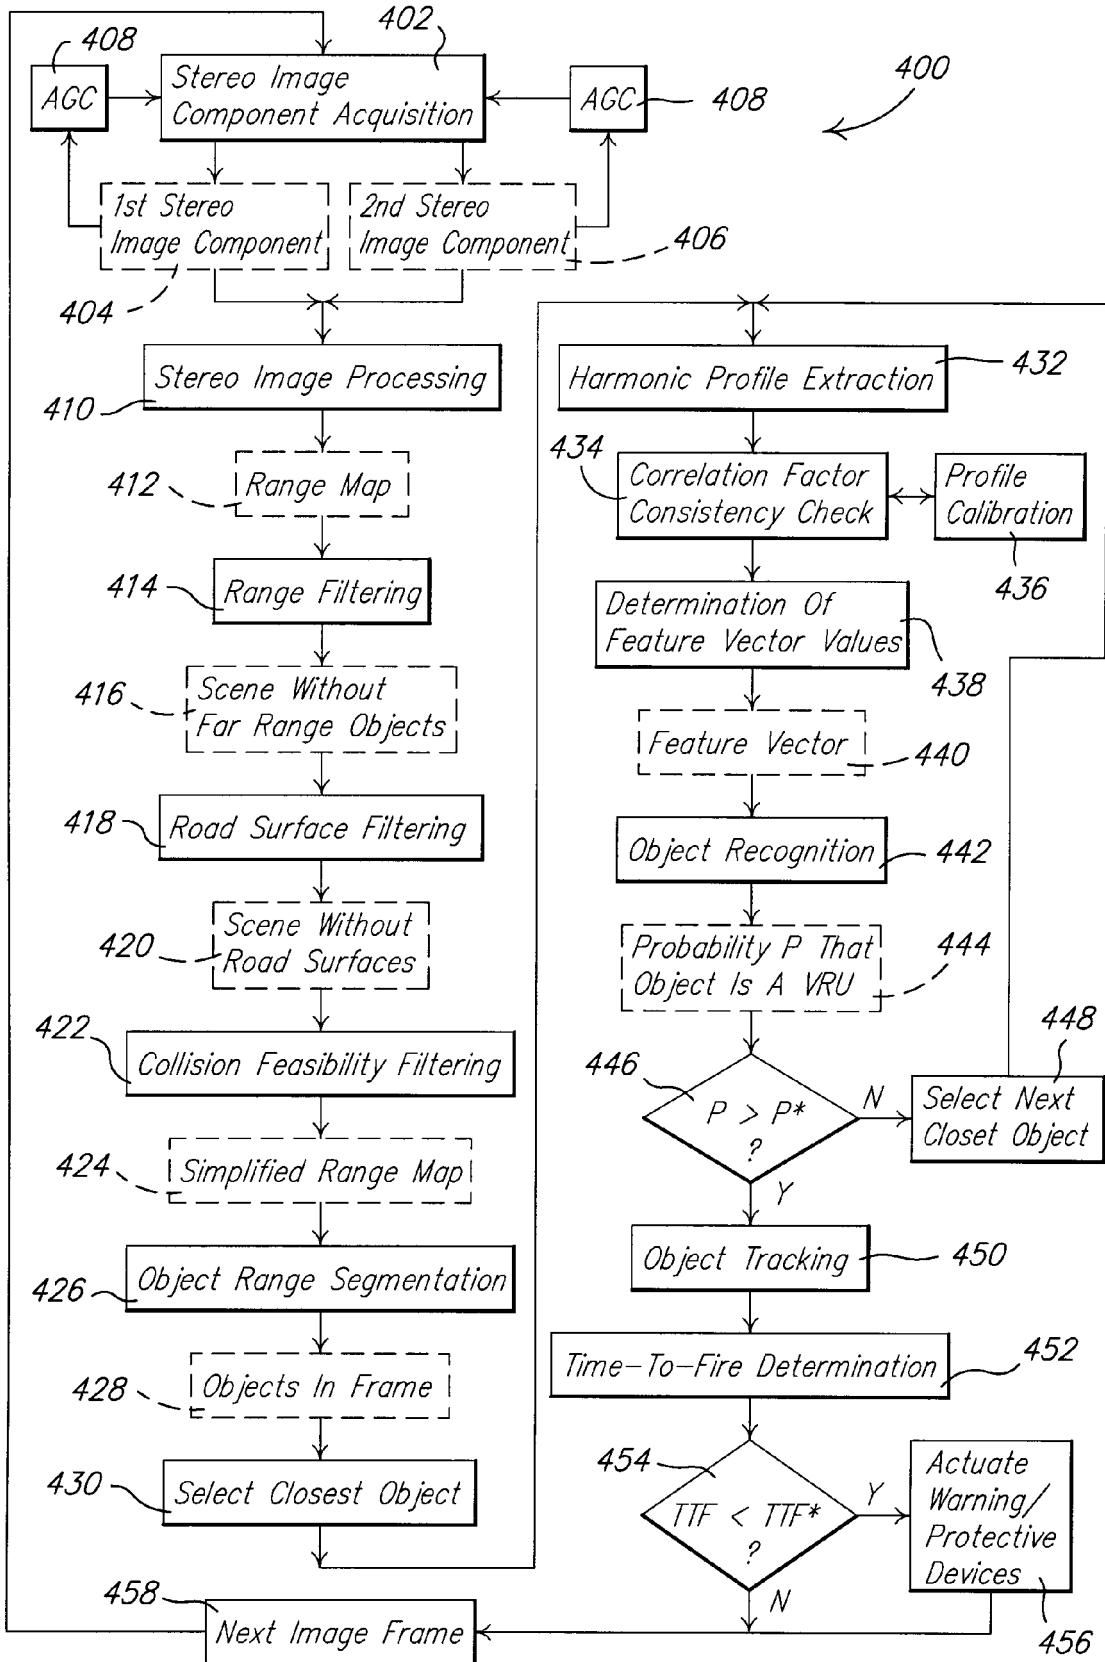 402
408
Stereo Image
Component Acquisition
AGC
AGC
408
400
1st Stereo
Image Component
2nd Stereo
Image Component
404
406
Stereo Image Processing
410
412
Range Map
414
Range Filtering
416
Scene Without
Far Range Objects
418
Road Surface Filtering
420
Scene Without
Road Surfaces
422
Collision Feasibility Filtering
424
Simplified Range Map
426
Object Range Segmentation
428
Objects In Frame
430
Select Closest Object
Harmonic Profile Extraction
432
434
Correlation Factor
Consistency Check
Profile
Calibration
436
Determination Of
Feature Vector Values
438
Feature Vector
440
Object Recognition
442
Probability P That
Object Is A VRU
444
446
P > P*
?
N
448
Select Next
Closet Object
Y
Object Tracking
450
Time-To-Fire Determination
452
454
TTF < TTF*
?
Y
Actuate
Warning/
Protective
Devices
456
N
458
Next Image Frame